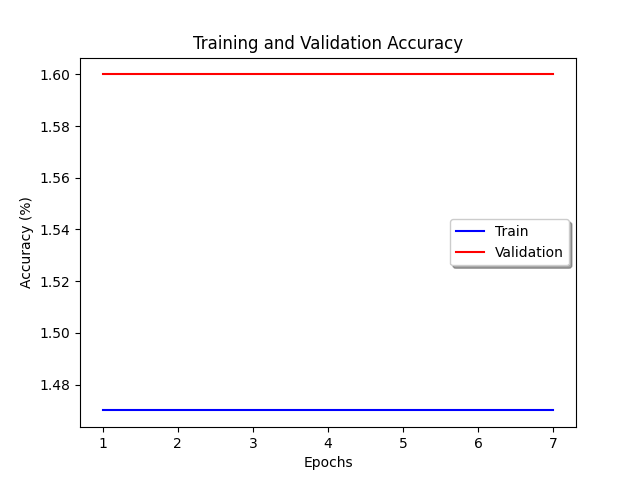 Training and Validation Accuracy
Accuracy (%)
1.60
1.58
1.56
1.54
1.52
1.50
1.48
Train
Validation
1 2 3 4 5 6 7
Epochs